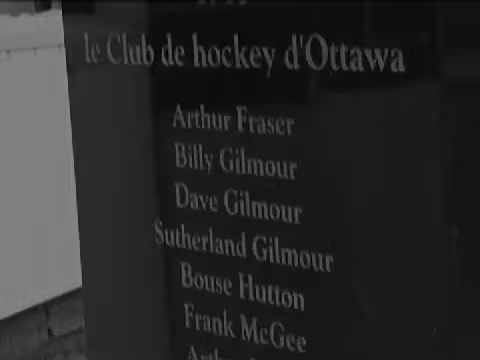 le Club de hockey d'Ottawa
Arthur Fraser
Billy Gilmour
Dave Gilmour
Sutherland Gilmour
Bouse Hutton
Frank McGee